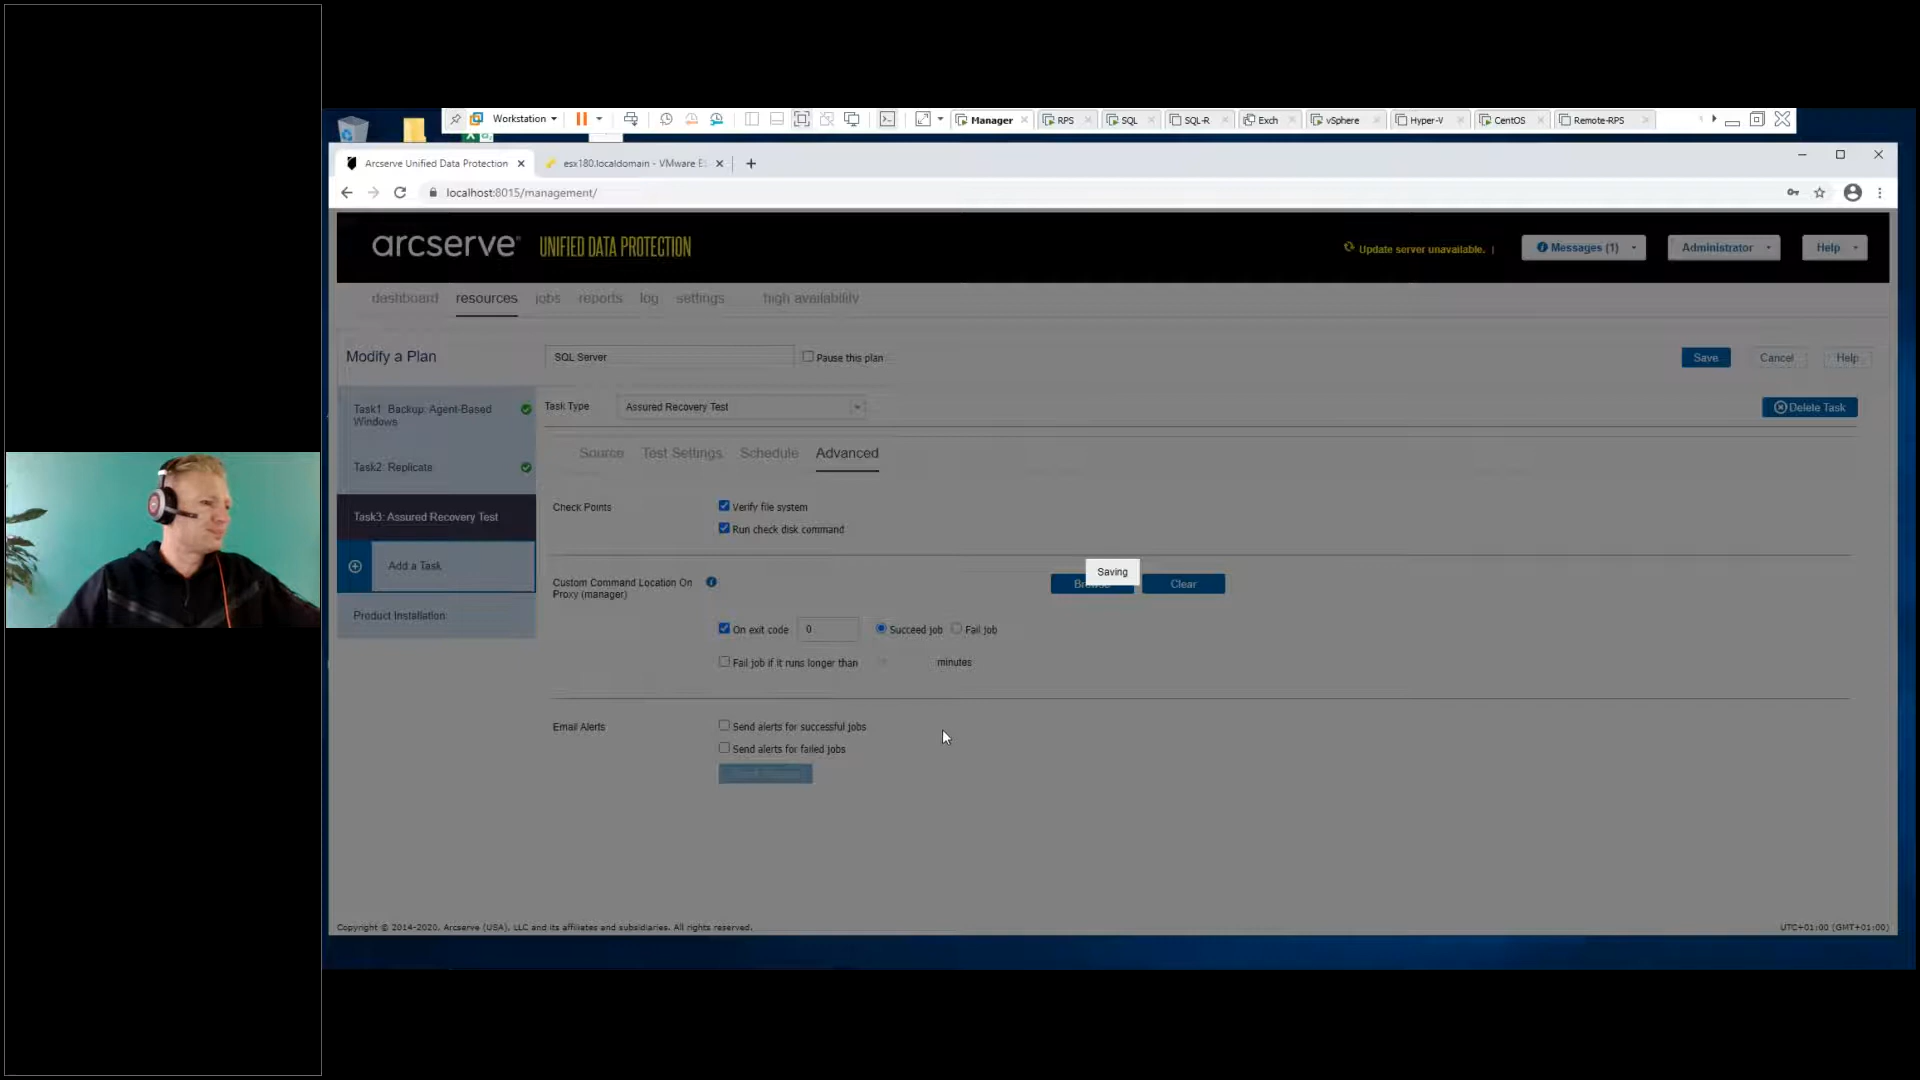 Workstation
Manager
RPS
SQL
SQL-R
Exch
vSphere
Hyper-V
CentOS
Remote-RPS
Arcserve Unified Data Protection
esx180.localdomain - VMware E
localhost:8015/management/
arcserve® UNIFIED DATA PROTECTION
Update server unavailable. |
Messages (1)
Administrator
Help
dashboard resources jobs reports log settings high availability
Modify a Plan
SQL Server
Pause this plan
Save
Cancel
Help
Task1: Backup: Agent-Based
Windows
Task2: Replicate
Task3: Assured Recovery Test
Add a Task
Product Installation
Task Type
Assured Recovery Test
Delete Task
Source Test Settings Schedule Advanced
Check Points
Verify file system
Run check disk command
Custom Command Location On
Proxy (manager)
Saving
Clear
On exit code 0 Succeed job Fail job
Fail job if it runs longer than minutes
Email Alerts
Send alerts for successful jobs
Send alerts for failed jobs
Copyright © 2014-2020, Arcserve (USA), LLC and its affiliates and subsidiaries. All rights reserved.
UTC+01:00 (GMT+01:00)